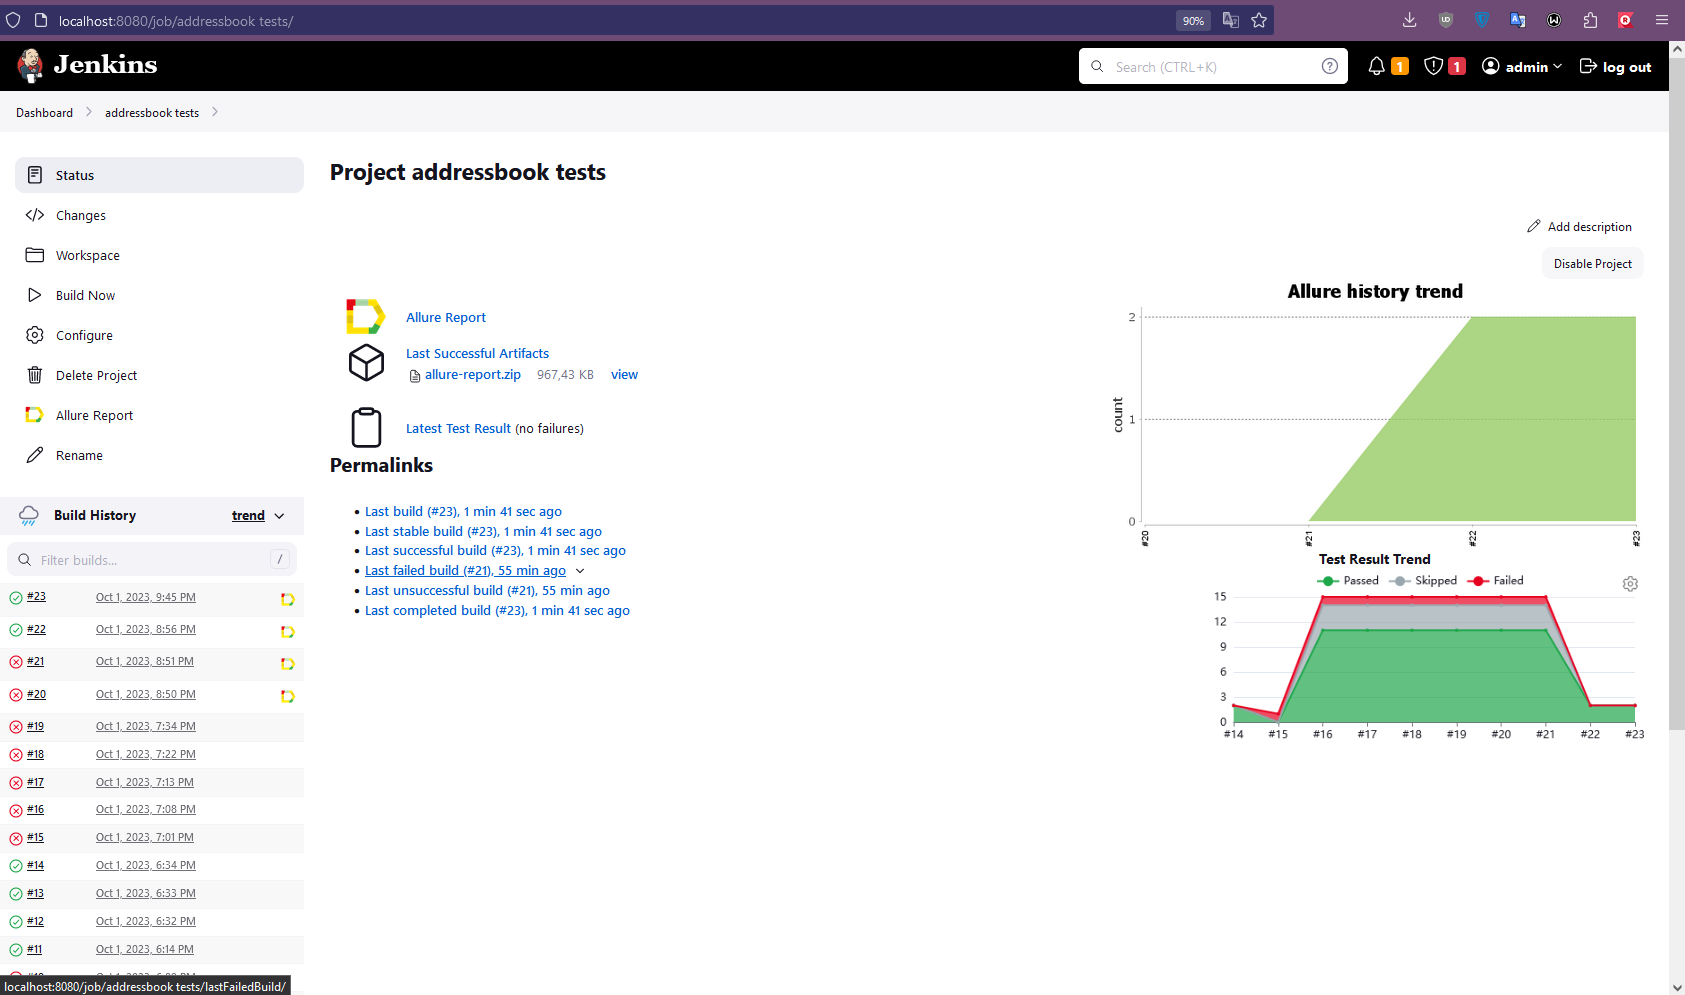 localhost:8080/job/addressbook tests/
90%
Jenkins
Search (CTRL+K)
1
1
admin
log out
Dashboard
addressbook tests
Status
Changes
Workspace
Build Now
Configure
Delete Project
Allure Report
Rename
Build History
trend
Filter builds...
/
#23 Oct 1, 2023, 9:45 PM
#22 Oct 1, 2023, 8:56 PM
#21 Oct 1, 2023, 8:51 PM
#20 Oct 1, 2023, 8:50 PM
#19 Oct 1, 2023, 7:34 PM
#18 Oct 1, 2023, 7:22 PM
#17 Oct 1, 2023, 7:13 PM
#16 Oct 1, 2023, 7:08 PM
#15 Oct 1, 2023, 7:01 PM
#14 Oct 1, 2023, 6:34 PM
#13 Oct 1, 2023, 6:33 PM
#12 Oct 1, 2023, 6:32 PM
#11 Oct 1, 2023, 6:14 PM
localhost:8080/job/addressbook tests/lastFailedBuild/
Project addressbook tests
Add description
Disable Project
Allure Report
Last Successful Artifacts
allure-report.zip 967,43 KB view
Latest Test Result (no failures)
Permalinks
Last build (#23), 1 min 41 sec ago
Last stable build (#23), 1 min 41 sec ago
Last successful build (#23), 1 min 41 sec ago
Last failed build (#21), 55 min ago
Last unsuccessful build (#21), 55 min ago
Last completed build (#23), 1 min 41 sec ago
Allure history trend
2
1
0
count
#20 #21 #22 #23
Test Result Trend
Passed Skipped Failed
15
12
9
6
3
0
#14 #15 #16 #17 #18 #19 #20 #21 #22 #23